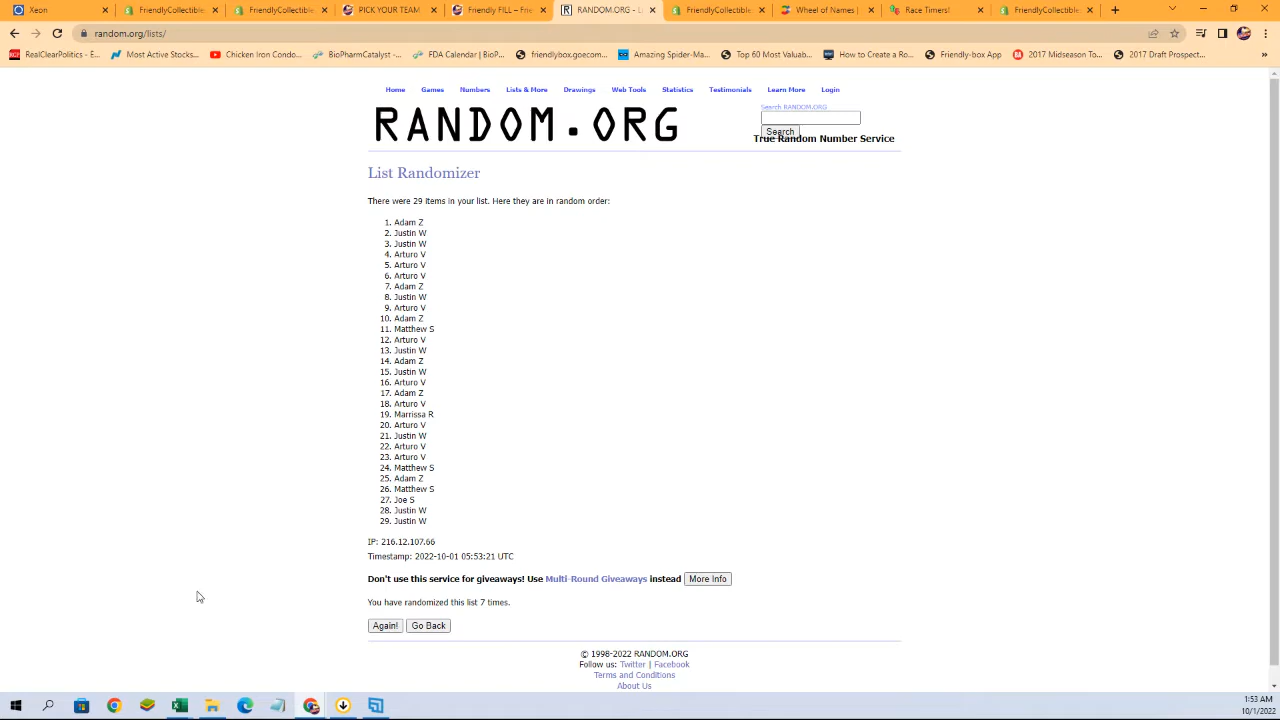 Xeon
FriendlyCollectible
FriendlyCollectible
PICK YOUR TEAM
Friendly FILL – Frie
RANDOM.ORG - L
FriendlyCollectible
Wheel of Names |
Race Timers!
FriendlyCollectible
random.org/lists/
RealClearPolitics - E...
Most Active Stocks...
Chicken Iron Condo...
BioPharmCatalyst -...
FDA Calendar | BioP...
friendlybox.goecom...
Amazing Spider-Ma...
Top 60 Most Valuab...
How to Create a Ro...
Friendly-box App
2017 Midseason To...
2017 Draft Prospect...
Home
Games
Numbers
Lists & More
Drawings
Web Tools
Statistics
Testimonials
Learn More
Login
RANDOM.ORG
Search RANDOM.ORG
Search
True Random Number Service
List Randomizer
There were 29 items in your list. Here they are in random order:
1. Adam Z
2. Justin W
3. Justin W
4. Arturo V
5. Arturo V
6. Arturo V
7. Adam Z
8. Justin W
9. Arturo V
10. Adam Z
11. Matthew S
12. Arturo V
13. Justin W
14. Adam Z
15. Justin W
16. Arturo V
17. Adam Z
18. Arturo V
19. Marrissa R
20. Arturo V
21. Justin W
22. Arturo V
23. Arturo V
24. Matthew S
25. Adam Z
26. Matthew S
27. Joe S
28. Justin W
29. Justin W
IP: 216.12.107.66
Timestamp: 2022-10-01 05:53:21 UTC
Don't use this service for giveaways! Use Multi-Round Giveaways instead More Info
You have randomized this list 7 times.
Again! Go Back
© 1998-2022 RANDOM.ORG
Follow us: Twitter | Facebook
Terms and Conditions
About Us
1:53 AM
10/1/2022